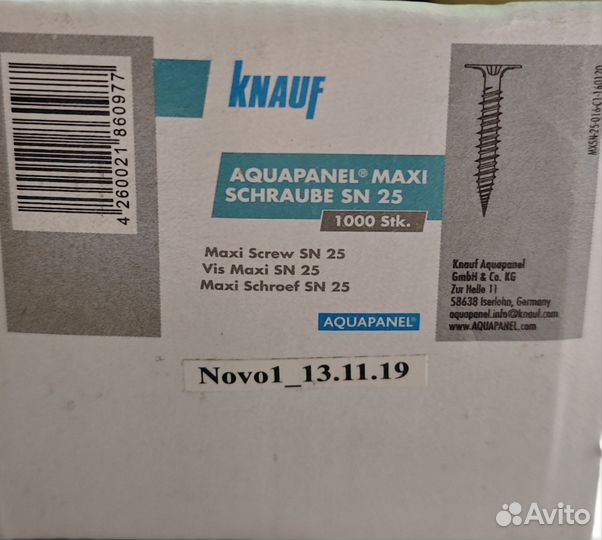 4 260021 860977
KNAUF
AQUAPANEL® MAXI
SCHRAUBE SN 25
1000 Stk.
Maxi Screw SN 25
Vis Maxi SN 25
Maxi Schroef SN 25
AQUAPANEL®
Knauf Aquapanel
GmbH & Co. KG
Zur Helle 11
58638 Iserlohn, Germany
aquapanel.info@knauf.com
www.AQUAPANEL.com
Novo1_13.11.19
Avito